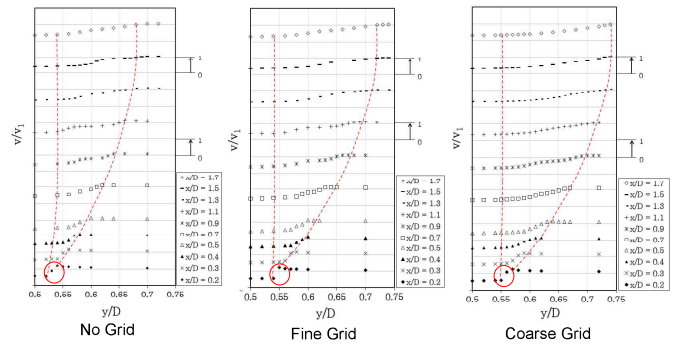 v/v₁
1
0
1
0
+ x/D = 1.7
x/D = 1.5
x/D = 1.3
x/D = 1.1
x/D = 0.9
x/D = 0.7
x/D = 0.5
x/D = 0.4
x/D = 0.3
x/D = 0.2
0.5 0.55 0.6 0.65 0.7 0.75
y/D
No Grid
v/v₁
1
0
1
0
x/D = 1.7
x/D = 1.5
x/D = 1.3
x/D = 1.1
x/D = 0.9
x/D = 0.7
x/D = 0.5
x/D = 0.4
x/D = 0.3
x/D = 0.2
0.5 0.55 0.6 0.65 0.7 0.75
y/D
Fine Grid
v/v₁
1
0
1
0
x/D = 1.7
x/D = 1.5
x/D = 1.3
x/D = 1.1
x/D = 0.9
x/D = 0.7
x/D = 0.5
x/D = 0.4
x/D = 0.3
x/D = 0.2
0.5 0.55 0.6 0.65 0.7 0.75
y/D
Coarse Grid